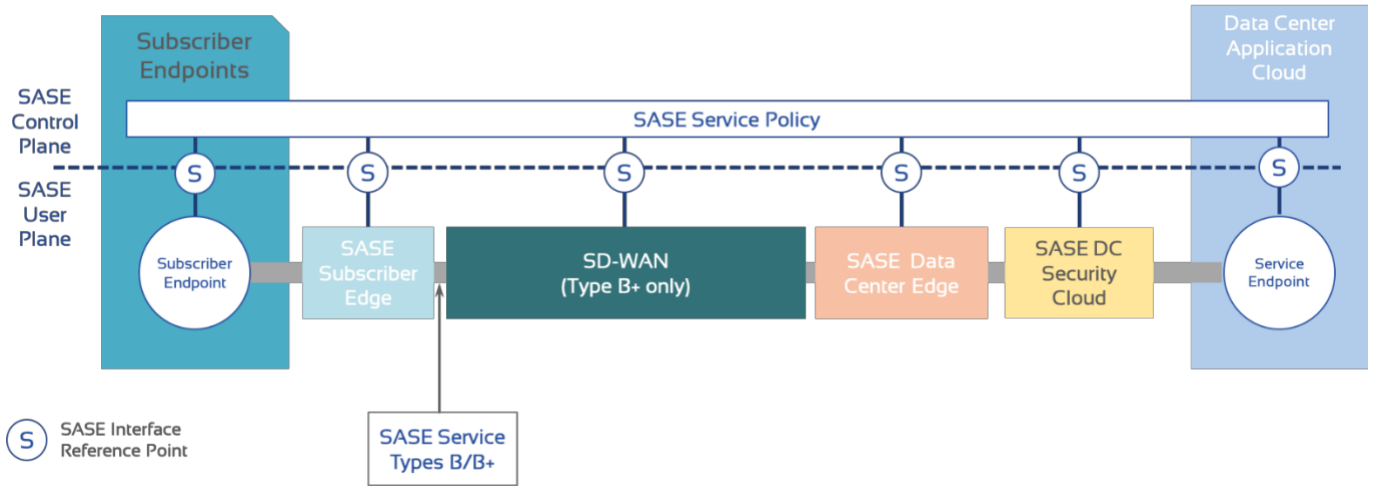 Subscriber
Endpoints
Data Center
Application
Cloud
SASE
Control
Plane
SASE Service Policy
S
S
S
S
S
S
SASE
User
Plane
Subscriber
Endpoint
SASE
Subscriber
Edge
SD-WAN
(Type B+ only)
SASE Data
Center Edge
SASE DC
Security
Cloud
Service
Endpoint
S
SASE Interface
Reference Point
SASE Service
Types B/B+